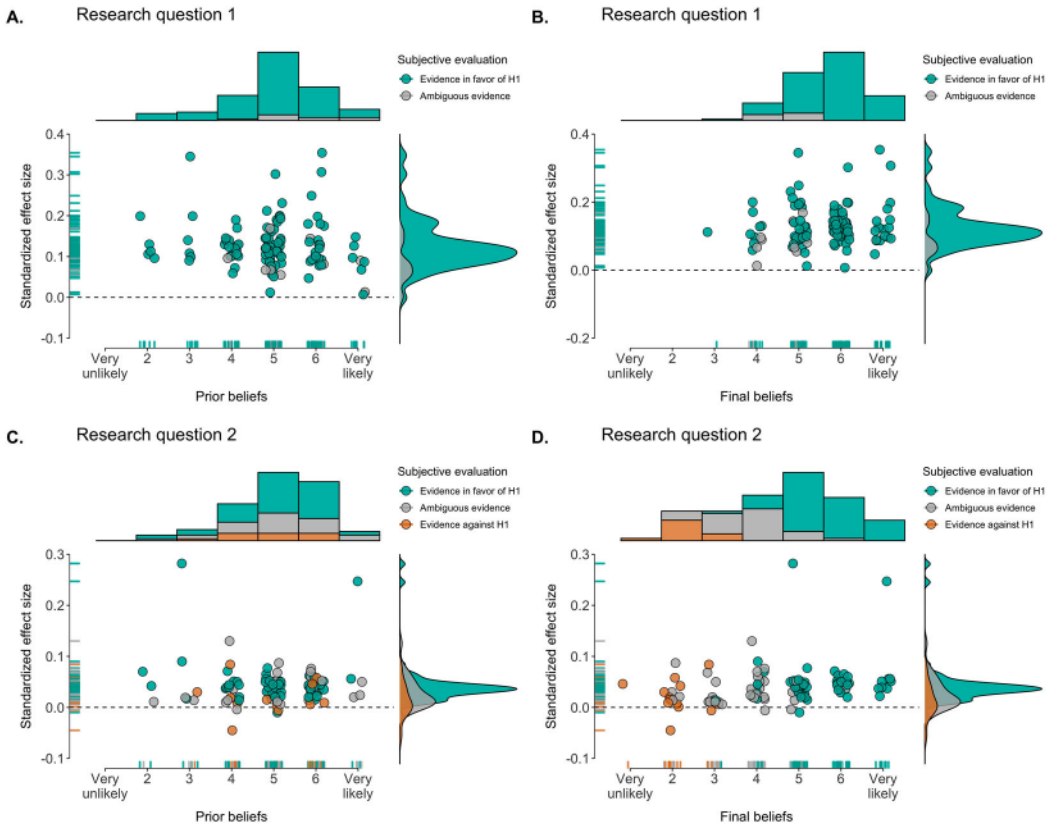 A. Research question 1
Subjective evaluation
Evidence in favor of H1
Ambiguous evidence
0.4
0.3
0.2
0.1
0.0
-0.1
Standardized effect size
Very unlikely 2 3 4 5 6 Very likely
Prior beliefs
B. Research question 1
Subjective evaluation
Evidence in favor of H1
Ambiguous evidence
0.4
0.2
0.0
-0.2
Standardized effect size
Very unlikely 2 3 4 5 6 Very likely
Final beliefs
C. Research question 2
Subjective evaluation
Evidence in favor of H1
Ambiguous evidence
Evidence against H1
0.3
0.2
0.1
0.0
-0.1
Standardized effect size
Very unlikely 2 3 4 5 6 Very likely
Prior beliefs
D. Research question 2
Subjective evaluation
Evidence in favor of H1
Ambiguous evidence
Evidence against H1
0.3
0.2
0.1
0.0
-0.1
Standardized effect size
Very unlikely 2 3 4 5 6 Very likely
Final beliefs